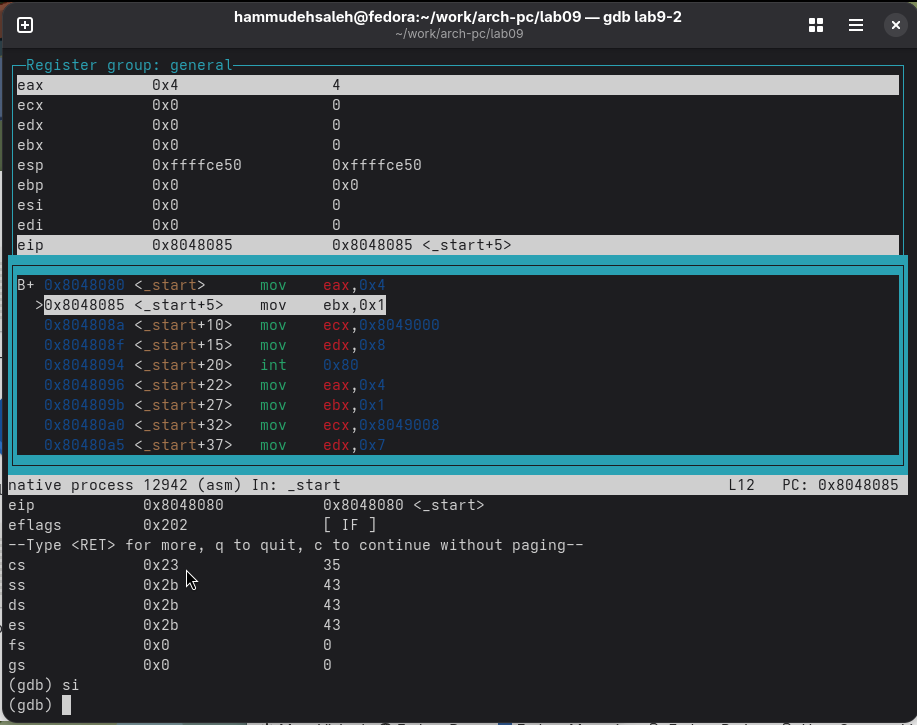 hammudehsaleh@fedora:~/work/arch-pc/lab09 — gdb lab9-2
~/work/arch-pc/lab09
Register group: general
eax 0x4 4
ecx 0x0 0
edx 0x0 0
ebx 0x0 0
esp 0xffffce50 0xffffce50
ebp 0x0 0x0
esi 0x0 0
edi 0x0 0
eip 0x8048085 0x8048085 <_start+5>
B+ 0x8048080 <_start> mov eax,0x4
>0x8048085 <_start+5> mov ebx,0x1
0x804808a <_start+10> mov ecx,0x8049000
0x804808f <_start+15> mov edx,0x8
0x8048094 <_start+20> int 0x80
0x8048096 <_start+22> mov eax,0x4
0x804809b <_start+27> mov ebx,0x1
0x80480a0 <_start+32> mov ecx,0x8049008
0x80480a5 <_start+37> mov edx,0x7
native process 12942 (asm) In: _start L12 PC: 0x8048085
eip 0x8048080 0x8048080 <_start>
eflags 0x202 [ IF ]
--Type <RET> for more, q to quit, c to continue without paging--
cs 0x23 35
ss 0x2b 43
ds 0x2b 43
es 0x2b 43
fs 0x0 0
gs 0x0 0
(gdb) si
(gdb)